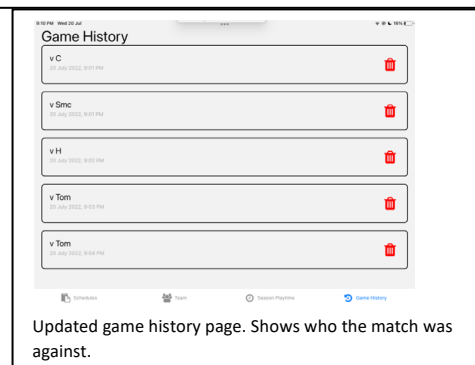 9:10 PM Wed 20 Jul
16%
Game History
v C
20 July 2022, 9:01 PM
v Smc
20 July 2022, 9:01 PM
v H
20 July 2022, 9:02 PM
v Tom
20 July 2022, 9:03 PM
v Tom
20 July 2022, 9:04 PM
Schedules Team Season Playtime Game History
Updated game history page. Shows who the match was
against.